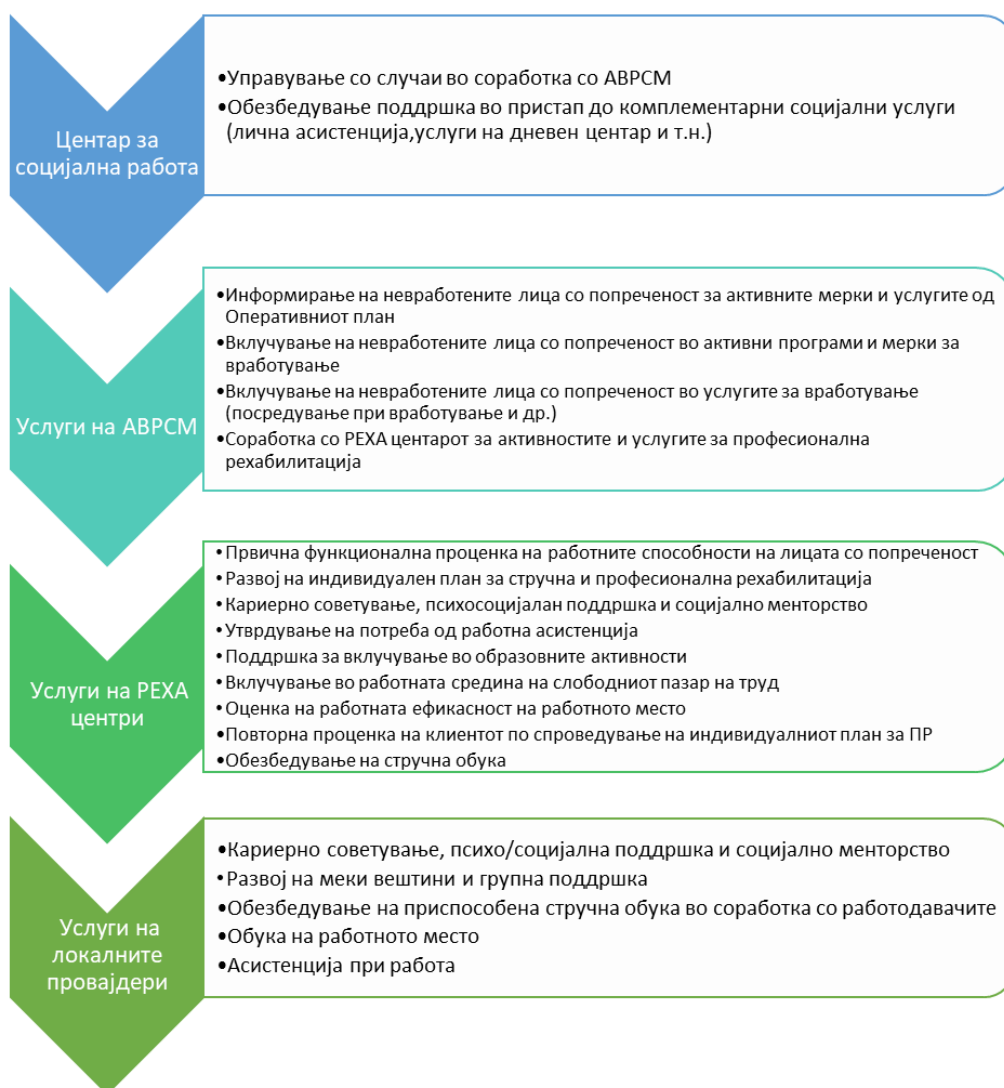 Центар за
социјална работа
•Управување со случаи во соработка со АВРСМ
•Обезбедување поддршка во пристап до комплементарни социјални услуги
(лична асистенција,услуги на дневен центар и т.н.)
Услуги на АВРСМ
•Информирање на невработените лица со попреченост за активните мерки и услугите од
Оперативниот план
•Вклучување на невработените лица со попреченост во активни програми и мерки за
вработување
•Вклучување на невработените лица со попреченост во услугите за вработување
(посредување при вработување и др.)
•Соработка со РЕХА центарот за активностите и услугите за професионална
рехабилитација
Услуги на РЕХА
центри
•Првична функционална проценка на работните способности на лицата со попреченост
•Развој на индивидуален план за стручна и професионална рехабилитација
•Кариерно советување, психосоцијалан поддршка и социјално менторство
•Утврдување на потреба од работна асистенција
•Поддршка за вклучување во образовните активности
•Вклучување во работната средина на слободниот пазар на труд
•Оценка на работната ефикасност на работното место
•Повторна проценка на клиентот по спроведување на индивидуалниот план за ПР
•Обезбедување на стручна обука
Услуги на
локалните
провајдери
•Кариерно советување, психо/социјална поддршка и социјално менторство
•Развој на меки вештини и групна поддршка
•Обезбедување на приспособена стручна обука во соработка со работодавачите
•Обука на работното место
•Асистенција при работа